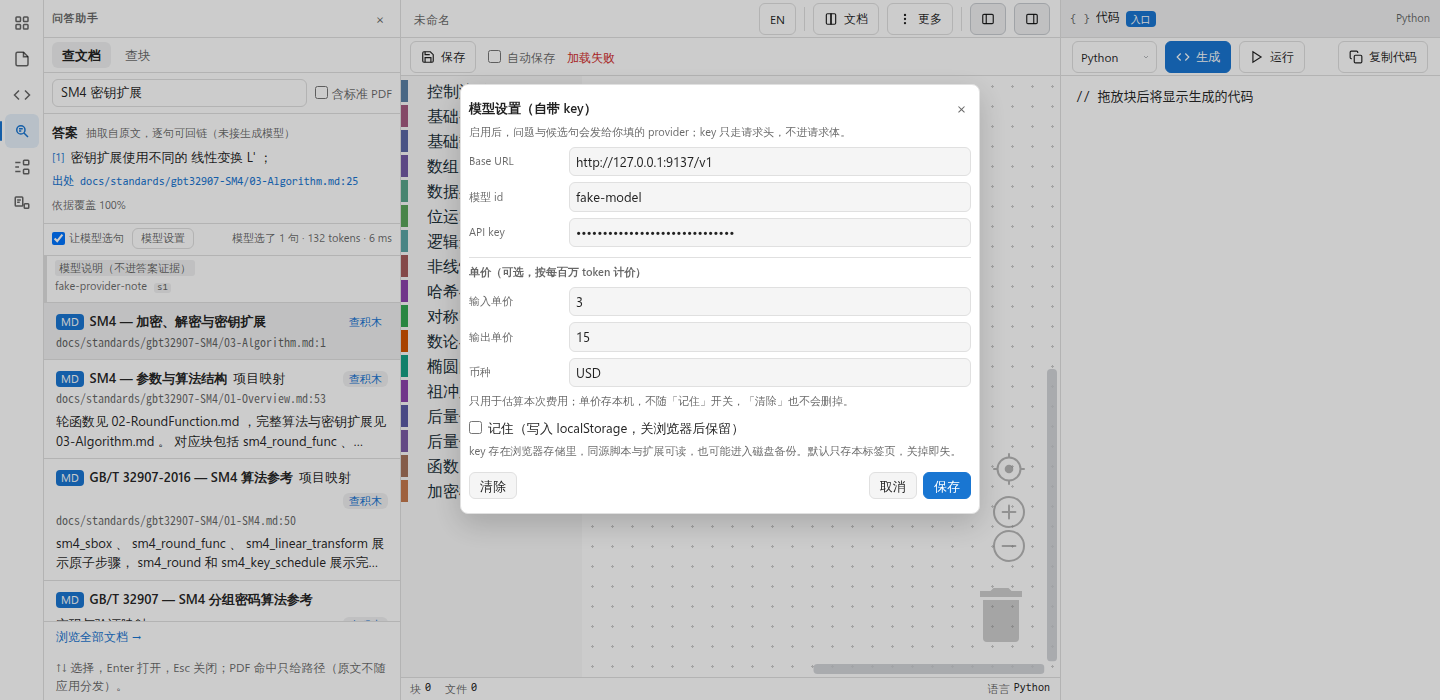 问答助手 ×
查文档 查块
SM4 密钥扩展 含标准 PDF
答案 抽取自原文，逐句可回链（未接生成模型）
[1] 密钥扩展使用不同的 线性变换 L' ；
出处 docs/standards/gbt32907-SM4/03-Algorithm.md:25
依据覆盖 100%
让模型选句 模型设置 模型选了 1 句 · 132 tokens · 6 ms
模型说明（不进答案证据）
fake-provider-note s1
MD SM4 — 加密、解密与密钥扩展 查积木
docs/standards/gbt32907-SM4/03-Algorithm.md:1
MD SM4 — 参数与算法结构 项目映射 查积木
docs/standards/gbt32907-SM4/01-Overview.md:53
轮函数见 02-RoundFunction.md ，完整算法与密钥扩展见
03-Algorithm.md 。 对应块包括 sm4_round_func 、…
MD GB/T 32907-2016 — SM4 算法参考 项目映射
查积木
docs/standards/gbt32907-SM4/01-SM4.md:50
sm4_sbox 、 sm4_round_func 、 sm4_linear_transform 展
示原子步骤， sm4_round 和 sm4_key_schedule 展示完…
MD GB/T 32907 — SM4 分组密码算法参考
浏览全部文档 →
↑↓ 选择，Enter 打开，Esc 关闭；PDF 命中只给路径（原文不随
应用分发）。
未命名 EN 文档 更多
保存 自动保存 加载失败
控制
基础
基础
数组
数据
位运
逻辑
非线
哈希
对称
数论
椭圆
祖冲
后量
后量
函数
加密
模型设置（自带 key） ×
启用后，问题与候选句会发给你填的 provider；key 只走请求头，不进请求体。
Base URL http://127.0.0.1:9137/v1
模型 id fake-model
API key ••••••••••••••••••••••••••••••
单价（可选，按每百万 token 计价）
输入单价 3
输出单价 15
币种 USD
只用于估算本次费用；单价存本机，不随「记住」开关，「清除」也不会删掉。
记住（写入 localStorage，关浏览器后保留）
key 存在浏览器存储里，同源脚本与扩展可读，也可能进入磁盘备份。默认只存本标签页，关掉即失。
清除 取消 保存
块 0 文件 0 语言 Python
{ } 代码 入口 Python
Python 生成 运行 复制代码
// 拖放块后将显示生成的代码